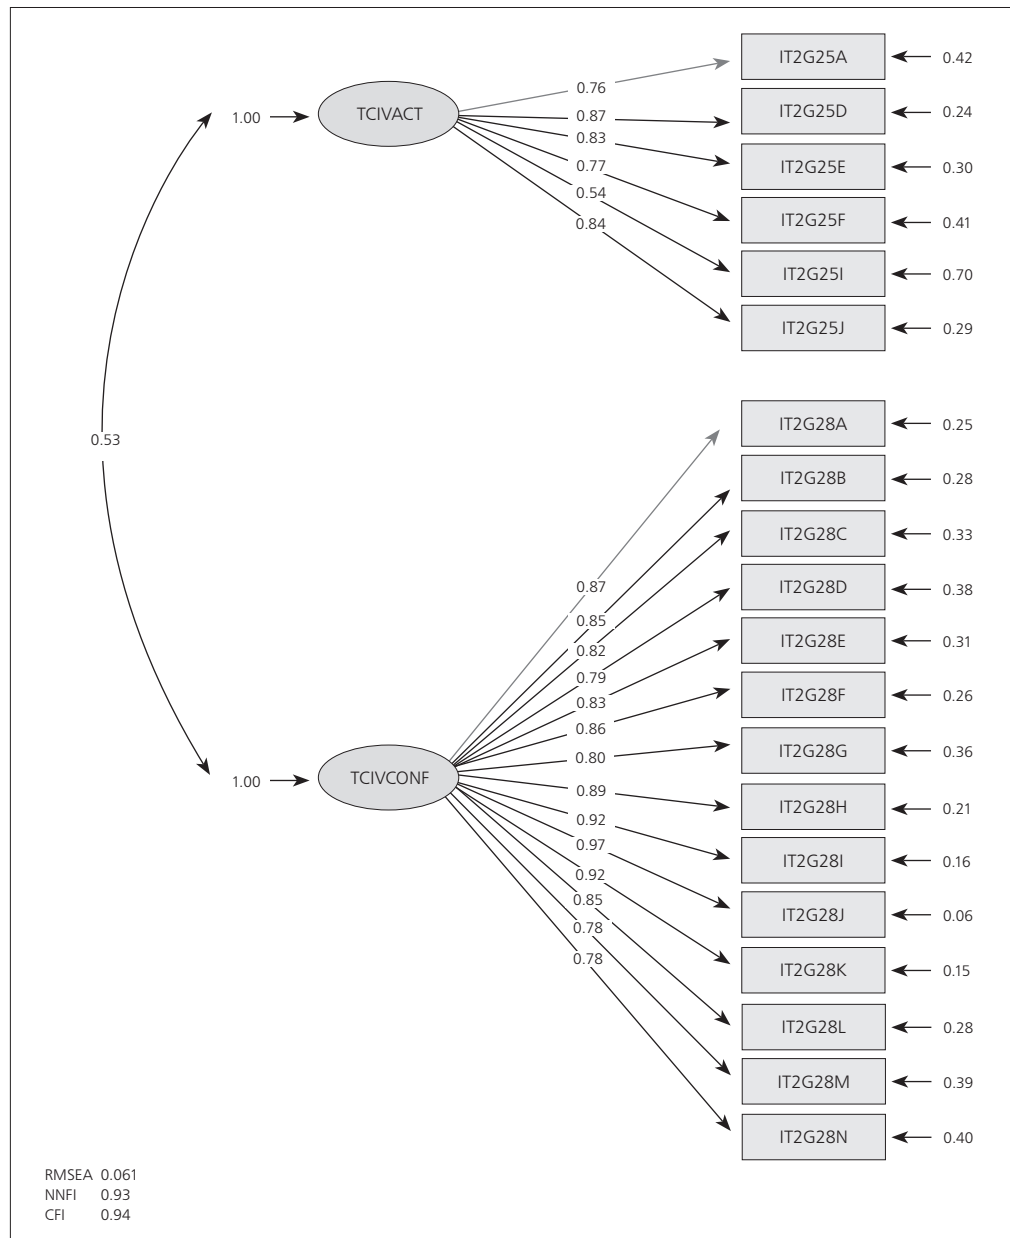 IT2G25A 0.42
0.76
1.00 TCIVACT
0.87 IT2G25D 0.24
0.83
IT2G25E 0.30
0.77
0.54
IT2G25F 0.41
0.84
IT2G25I 0.70
IT2G25J 0.29
IT2G28A 0.25
0.53
IT2G28B 0.28
IT2G28C 0.33
0.87
IT2G28D 0.38
0.85
IT2G28E 0.31
0.82
0.79
IT2G28F 0.26
0.83
0.86
IT2G28G 0.36
0.80
1.00 TCIVCONF
0.89
IT2G28H 0.21
0.92
0.97
IT2G28I 0.16
0.92
0.85
IT2G28J 0.06
0.78
0.78
IT2G28K 0.15
IT2G28L 0.28
IT2G28M 0.39
IT2G28N 0.40
RMSEA 0.061
NNFI 0.93
CFI 0.94